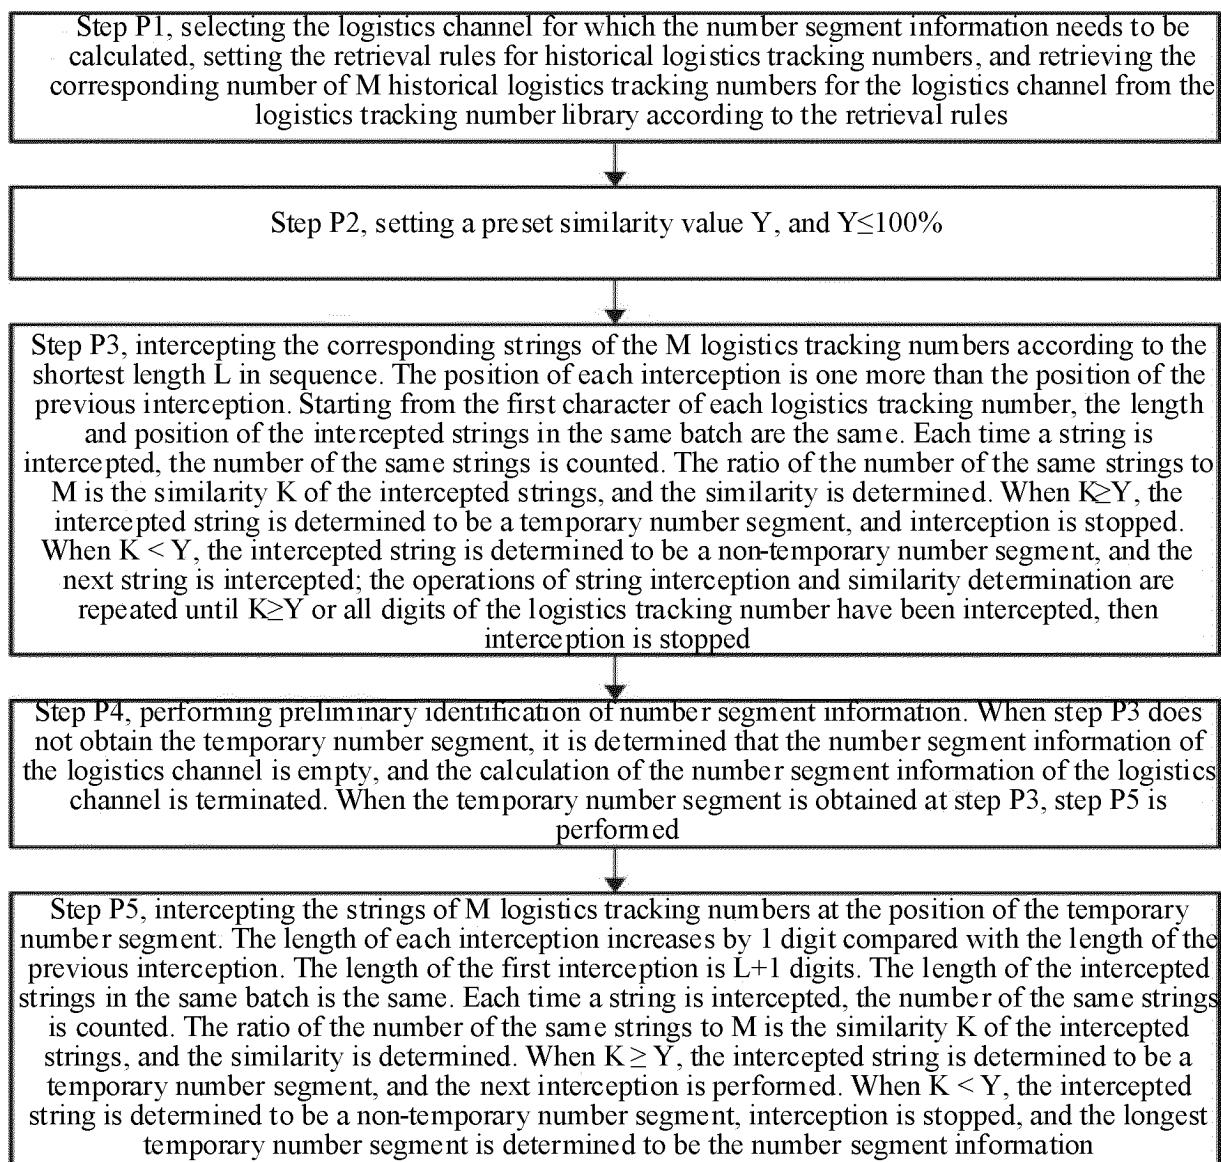 Step P1, selecting the logistics channel for which the number segment information needs to be
calculated, setting the retrieval rules for historical logistics tracking numbers, and retrieving the
corresponding number of M historical logistics tracking numbers for the logistics channel from the
logistics tracking number library according to the retrieval rules
Step P2, setting a preset similarity value Y, and Y≤100%
Step P3, intercepting the corresponding strings of the M logistics tracking numbers according to the
shortest length L in sequence. The position of each interception is one more than the position of the
previous interception. Starting from the first character of each logistics tracking number, the length
and position of the intercepted strings in the same batch are the same. Each time a string is
intercepted, the number of the same strings is counted. The ratio of the number of the same strings to
M is the similarity K of the intercepted strings, and the similarity is determined. When K≥Y, the
intercepted string is determined to be a temporary number segment, and interception is stopped.
When K < Y, the intercepted string is determined to be a non-temporary number segment, and the
next string is intercepted; the operations of string interception and similarity determination are
repeated until K≥Y or all digits of the logistics tracking number have been intercepted, then
interception is stopped
Step P4, performing preliminary identification of number segment information. When step P3 does
not obtain the temporary number segment, it is determined that the number segment information of
the logistics channel is empty, and the calculation of the number segment information of the logistics
channel is terminated. When the temporary number segment is obtained at step P3, step P5 is
performed
Step P5, intercepting the strings of M logistics tracking numbers at the position of the temporary
number segment. The length of each interception increases by 1 digit compared with the length of the
previous interception. The length of the first interception is L+1 digits. The length of the intercepted
strings in the same batch is the same. Each time a string is intercepted, the number of the same strings
is counted. The ratio of the number of the same strings to M is the similarity K of the intercepted
strings, and the similarity is determined. When K ≥ Y, the intercepted string is determined to be a
temporary number segment, and the next interception is performed. When K < Y, the intercepted
string is determined to be a non-temporary number segment, interception is stopped, and the longest
temporary number segment is determined to be the number segment information